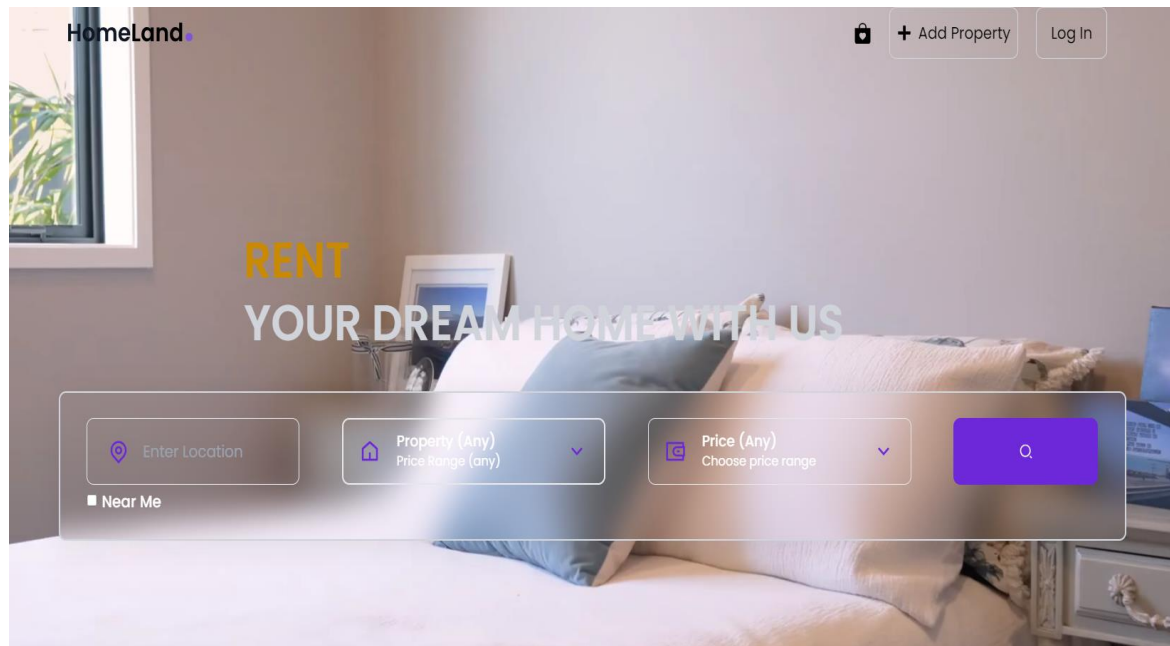 HomeLand.
+ Add Property
Log In
RENT
YOUR DREAM HOME WITH US
Enter Location
Property (Any)
Price Range (any)
Price (Any)
Choose price range
Near Me